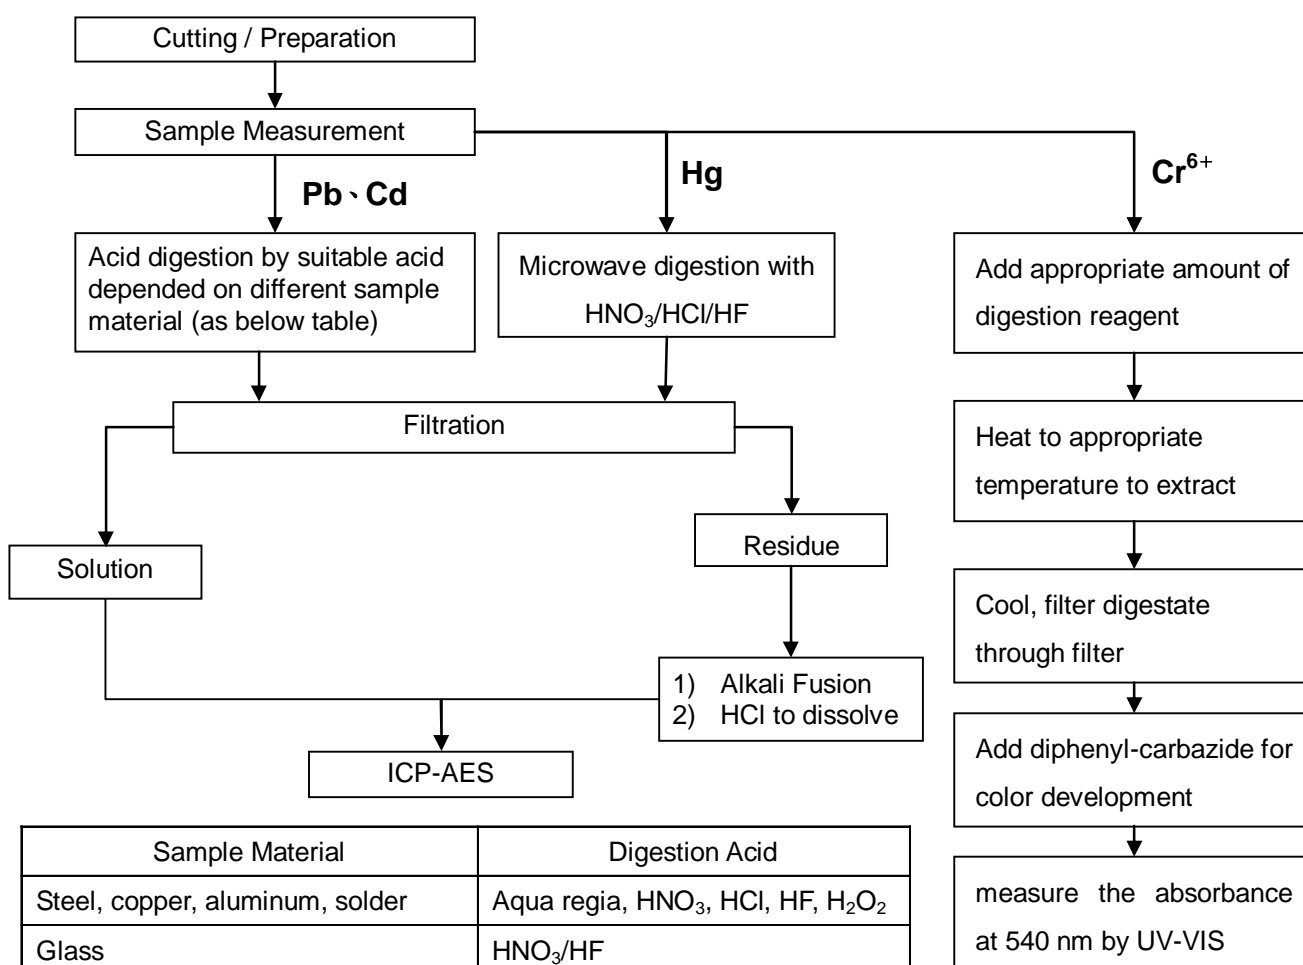 Cutting / Preparation
Sample Measurement
Pb、Cd
Hg
Cr⁶⁺
Acid digestion by suitable acid
depended on different sample
material (as below table)
Microwave digestion with
HNO₃/HCl/HF
Add appropriate amount of
digestion reagent
Filtration
Heat to appropriate
temperature to extract
Solution
Residue
Cool, filter digestate
through filter
1) Alkali Fusion
2) HCl to dissolve
ICP-AES
Add diphenyl-carbazide for
color development
measure the absorbance
at 540 nm by UV-VIS
Sample Material Digestion Acid
Steel, copper, aluminum, solder Aqua regia, HNO₃, HCl, HF, H₂O₂
Glass HNO₃/HF